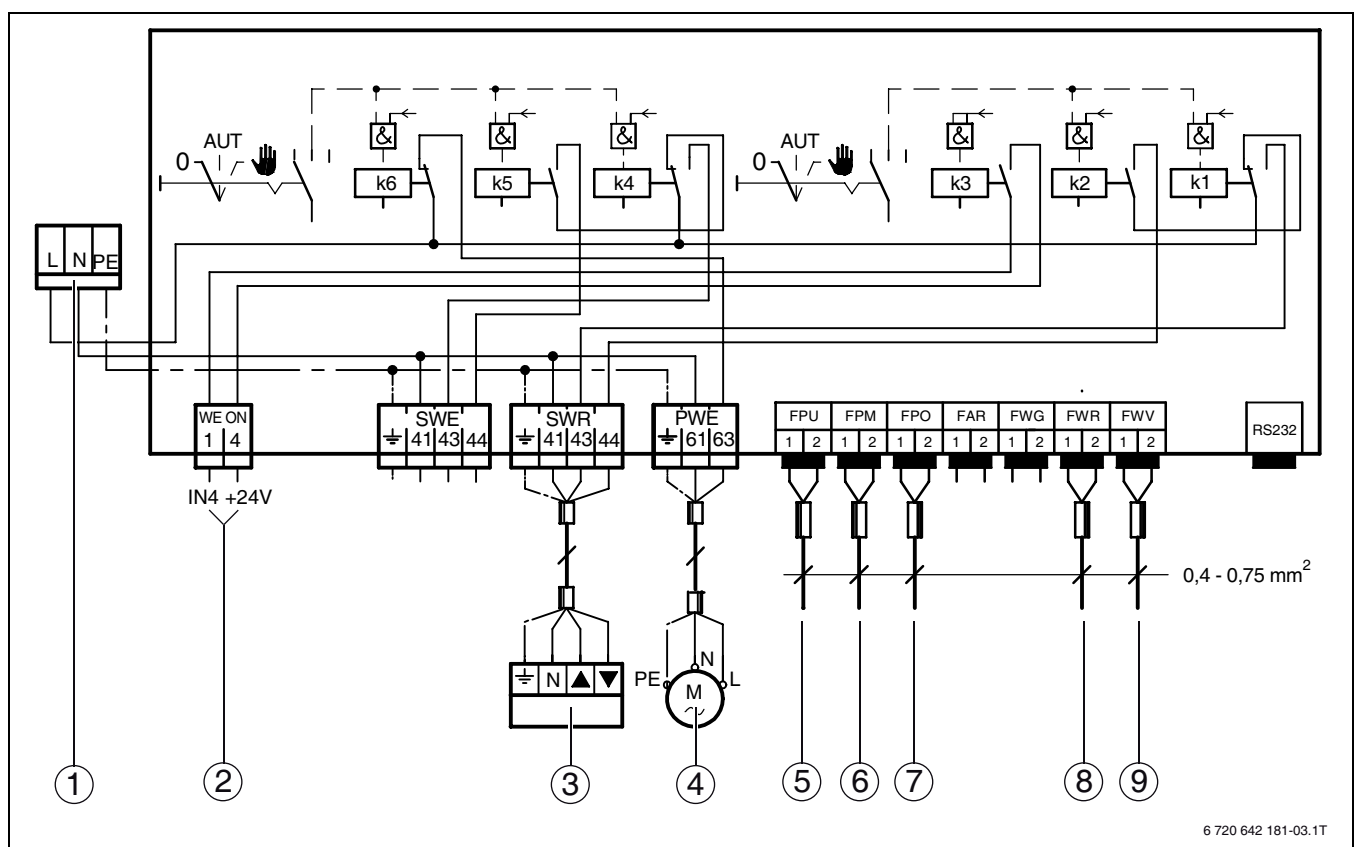 AUT
0
& & &
k6 k5 k4
AUT
0
& & &
k3 k2 k1
L N PE
WE ON
1 4
SWE
41 43 44
SWR
41 43 44
PWE
61 63
FPU FPM FPO FAR FWG FWR FWV
1 2 1 2 1 2 1 2 1 2 1 2 1 2
RS232
IN4 +24V
0,4 - 0,75 mm²
N
PE N L
M
1 2 3 4 5 6 7 8 9
6 720 642 181-03.1T